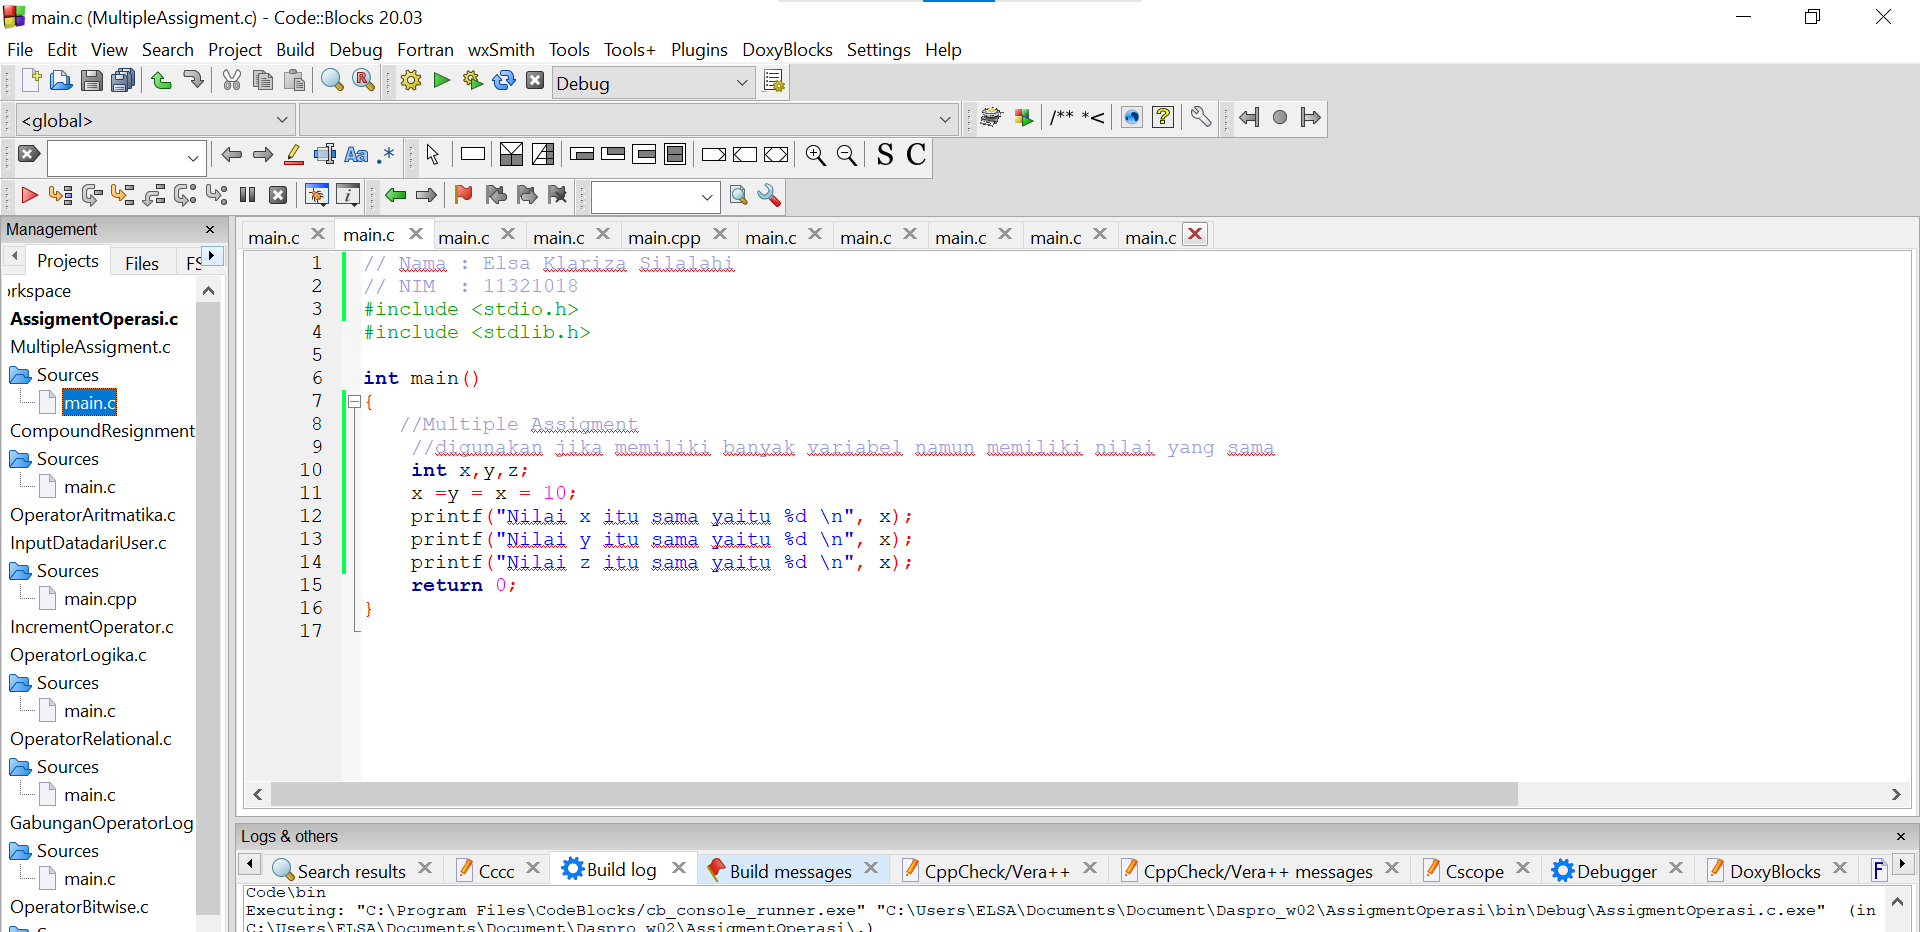 main.c (MultipleAssigment.c) - Code::Blocks 20.03
File Edit View Search Project Build Debug Fortran wxSmith Tools Tools+ Plugins DoxyBlocks Settings Help
Debug
<global>
/** *<
Aa .*
S C
Management
main.c main.c main.c main.c main.cpp main.c main.c main.c main.c main.c
Projects Files FS
orkspace
AssigmentOperasi.c
MultipleAssigment.c
Sources
main.c
CompoundResignment
Sources
main.c
OperatorAritmatika.c
InputDatadariUser.c
Sources
main.cpp
IncrementOperator.c
OperatorLogika.c
Sources
main.c
OperatorRelational.c
Sources
main.c
GabunganOperatorLog
Sources
main.c
OperatorBitwise.c
1 // Nama : Elsa Klariza Silalahi
2 // NIM  : 11321018
3 #include <stdio.h>
4 #include <stdlib.h>
5
6 int main()
7 {
8 //Multiple Assigment
9 //digunakan jika memiliki banyak variabel namun memiliki nilai yang sama
10 int x,y,z;
11 x =y = x = 10;
12 printf("Nilai x itu sama yaitu %d \n", x);
13 printf("Nilai y itu sama yaitu %d \n", x);
14 printf("Nilai z itu sama yaitu %d \n", x);
15 return 0;
16 }
17
Logs & others
Search results Cccc Build log Build messages CppCheck/Vera++ CppCheck/Vera++ messages Cscope Debugger DoxyBlocks F
Code\bin
Executing: "C:\Program Files\CodeBlocks/cb_console_runner.exe" "C:\Users\ELSA\Documents\Document\Daspro_w02\AssigmentOperasi\bin\Debug\AssigmentOperasi.c.exe"  (in
C:\Users\ELSA\Documents\Document\Daspro_w02\AssigmentOperasi\.)